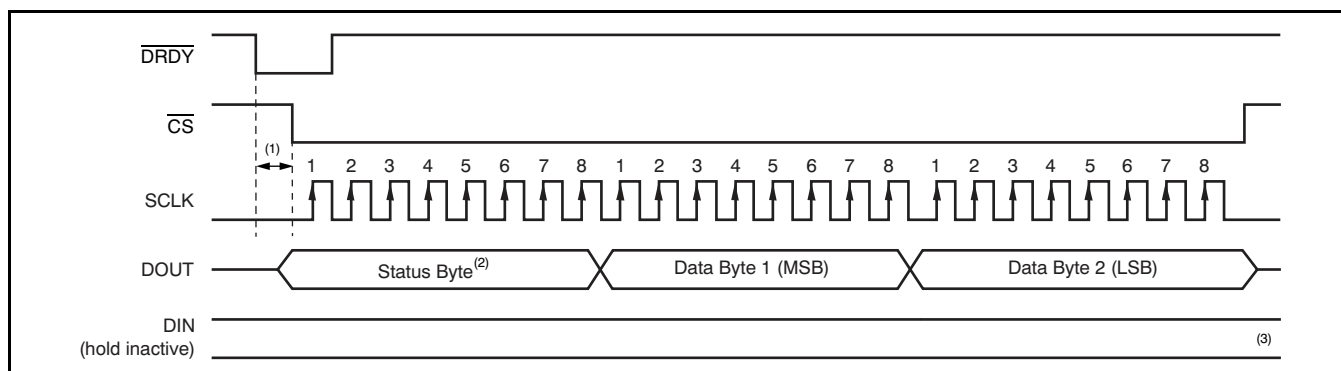 DRDY
CS
(1)
1 2 3 4 5 6 7 8 1 2 3 4 5 6 7 8 1 2 3 4 5 6 7 8
SCLK
DOUT Status Byte(2) Data Byte 1 (MSB) Data Byte 2 (LSB)
DIN
(hold inactive) (3)